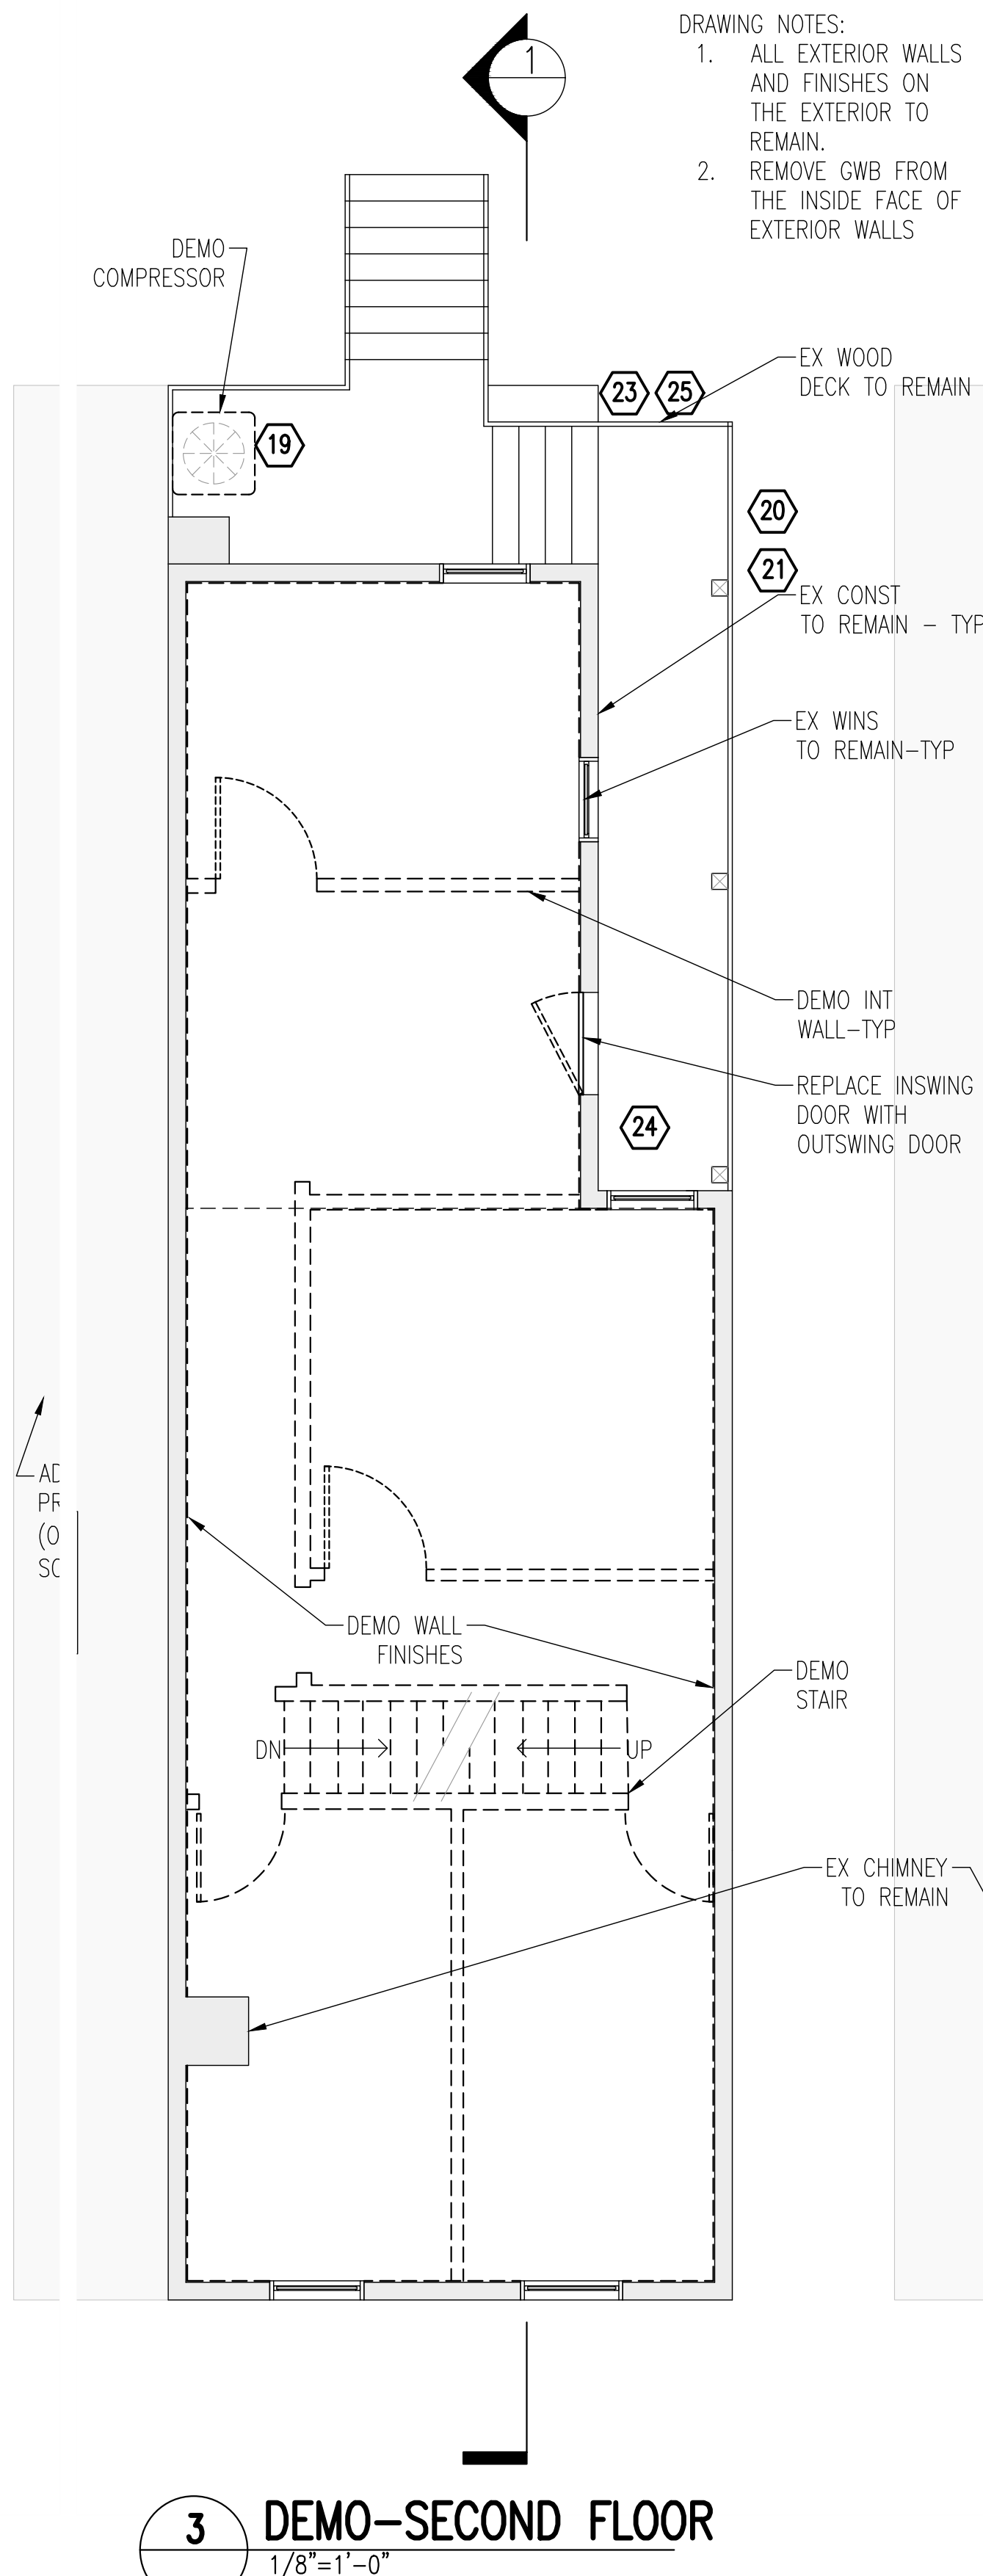 1
DRAWING NOTES:
1. ALL EXTERIOR WALLS
AND FINISHES ON
THE EXTERIOR TO
REMAIN.
2. REMOVE GWB FROM
THE INSIDE FACE OF
EXTERIOR WALLS
DEMO
COMPRESSOR
EX WOOD
DECK TO REMAIN
23
25
19
20
21
EX CONST
TO REMAIN - TYP
EX WINS
TO REMAIN-TYP
DEMO INT
WALL-TYP
REPLACE INSWING
DOOR WITH
OUTSWING DOOR
24
DEMO WALL
FINISHES
DEMO
STAIR
DN
UP
EX CHIMNEY
TO REMAIN
3
DEMO-SECOND FLOOR
1/8"=1'-0"